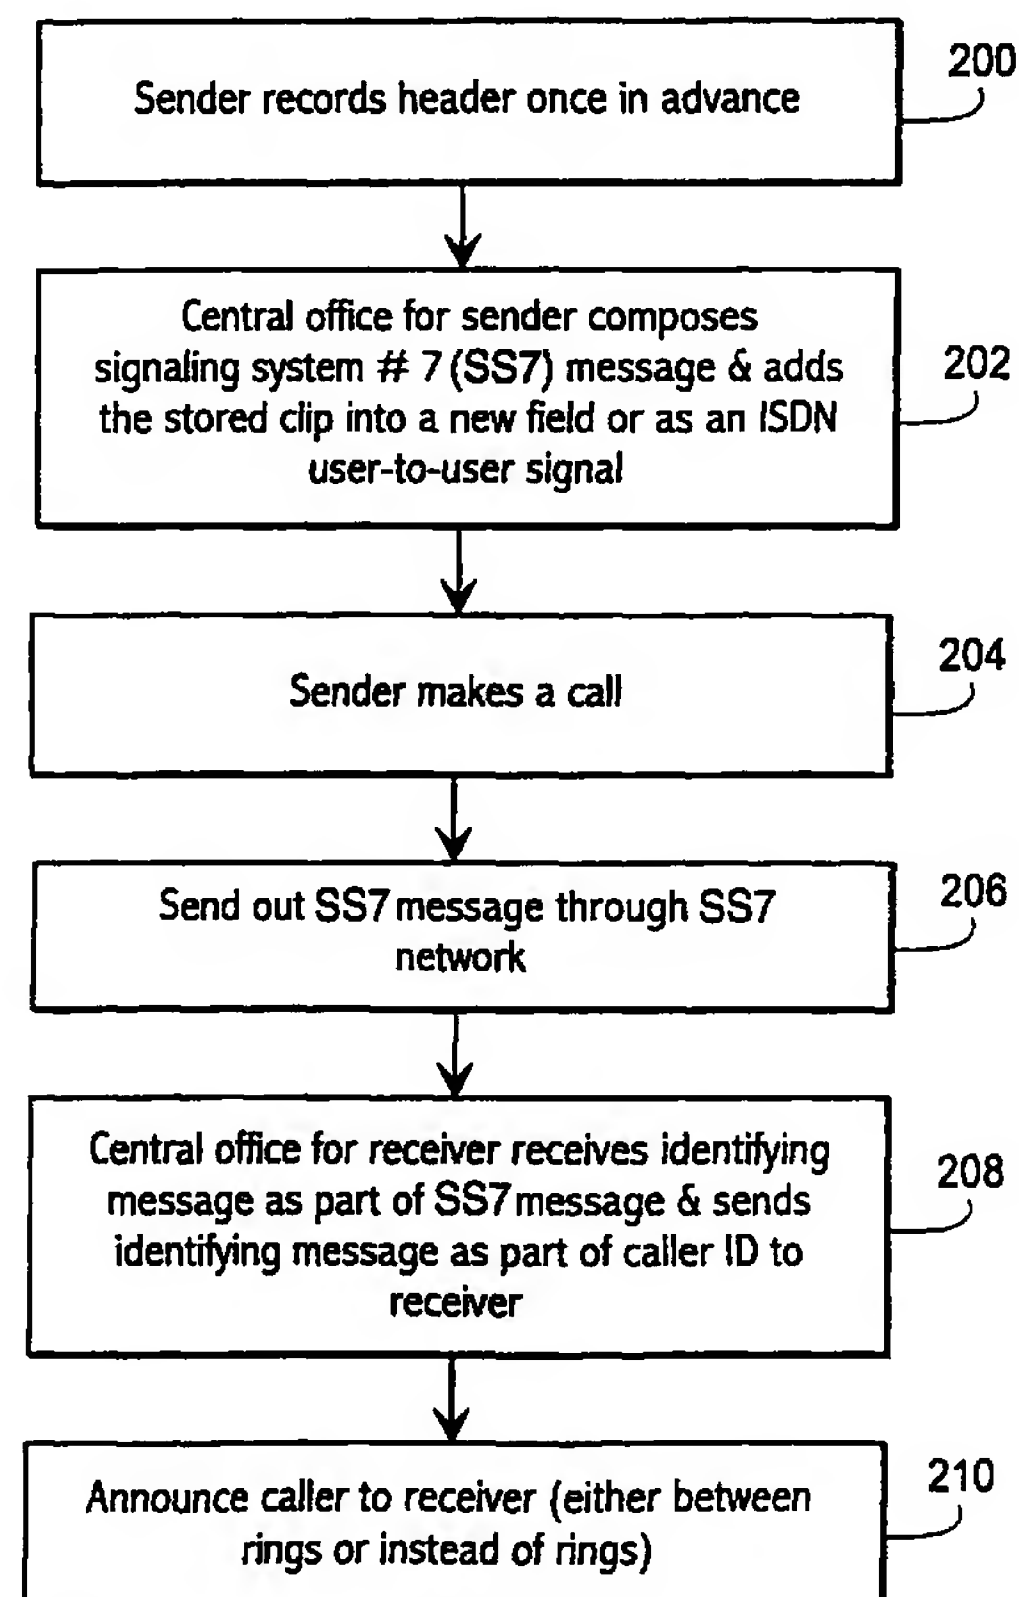 200
Sender records header once in advance
Central office for sender composes
signaling system # 7 (SS7) message & adds
the stored clip into a new field or as an ISDN
user-to-user signal
202
Sender makes a call
204
Send out SS7 message through SS7
network
206
Central office for receiver receives identifying
message as part of SS7 message & sends
identifying message as part of caller ID to
receiver
208
Announce caller to receiver (either between
rings or instead of rings)
210